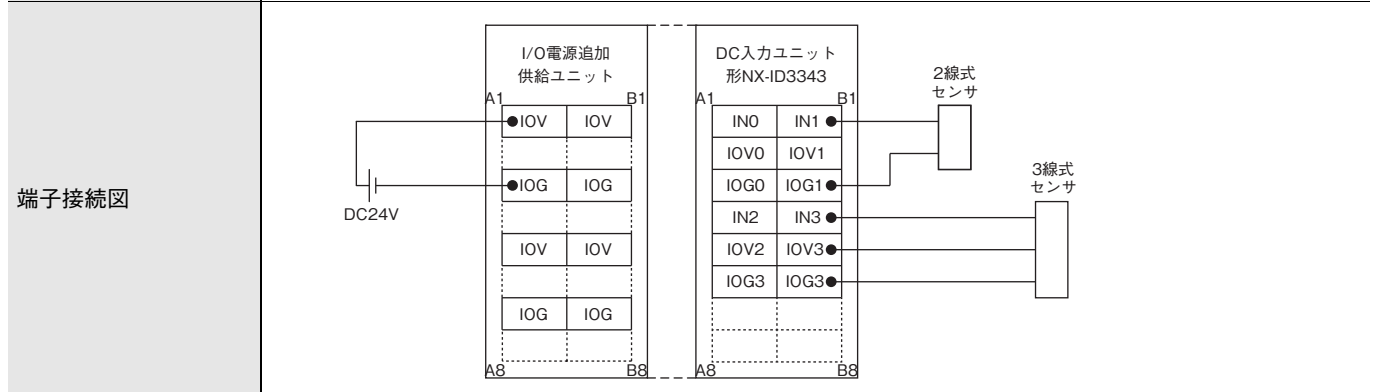 端子接続図
I/O電源追加
供給ユニット
A1 B1
IOV IOV
IOG IOG
IOV IOV
IOG IOG
A8 B8
DC24V
DC入力ユニット
形NX-ID3343
A1 B1
IN0 IN1
IOV0 IOV1
IOG0 IOG1
IN2 IN3
IOV2 IOV3
IOG3 IOG3
A8 B8
2線式
センサ
3線式
センサ